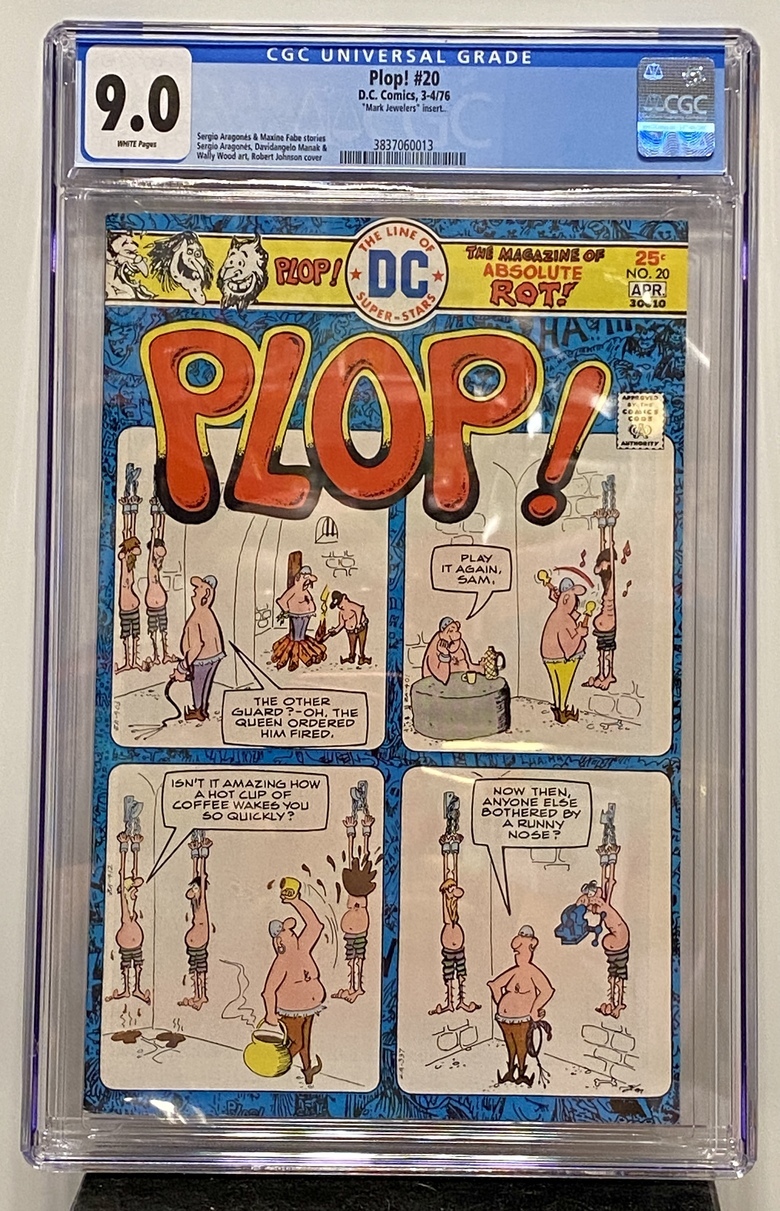 CGC UNIVERSAL GRADE
9.0
WHITE Pages
Plop! #20
D.C. Comics, 3-4/76
"Mark Jewelers" insert.
Sergio Aragonés & Maxine Fabe stories
Sergio Aragonés, Davidangelo Manak &
Wally Wood art, Robert Johnson cover
3837060013
CGC
PLOP!
THE LINE OF
DC
SUPER-STARS
THE MAGAZINE OF
ABSOLUTE
ROT!
25¢
NO. 20
APR.
30610
PLOP!
APPROVED
BY THE
COMICS
CODE
AUTHORITY
THE OTHER
GUARD?-OH, THE
QUEEN ORDERED
HIM FIRED.
PLAY
IT AGAIN,
SAM.
ISN'T IT AMAZING HOW
A HOT CUP OF
COFFEE WAKES YOU
SO QUICKLY?
NOW THEN,
ANYONE ELSE
BOTHERED BY
A RUNNY
NOSE?